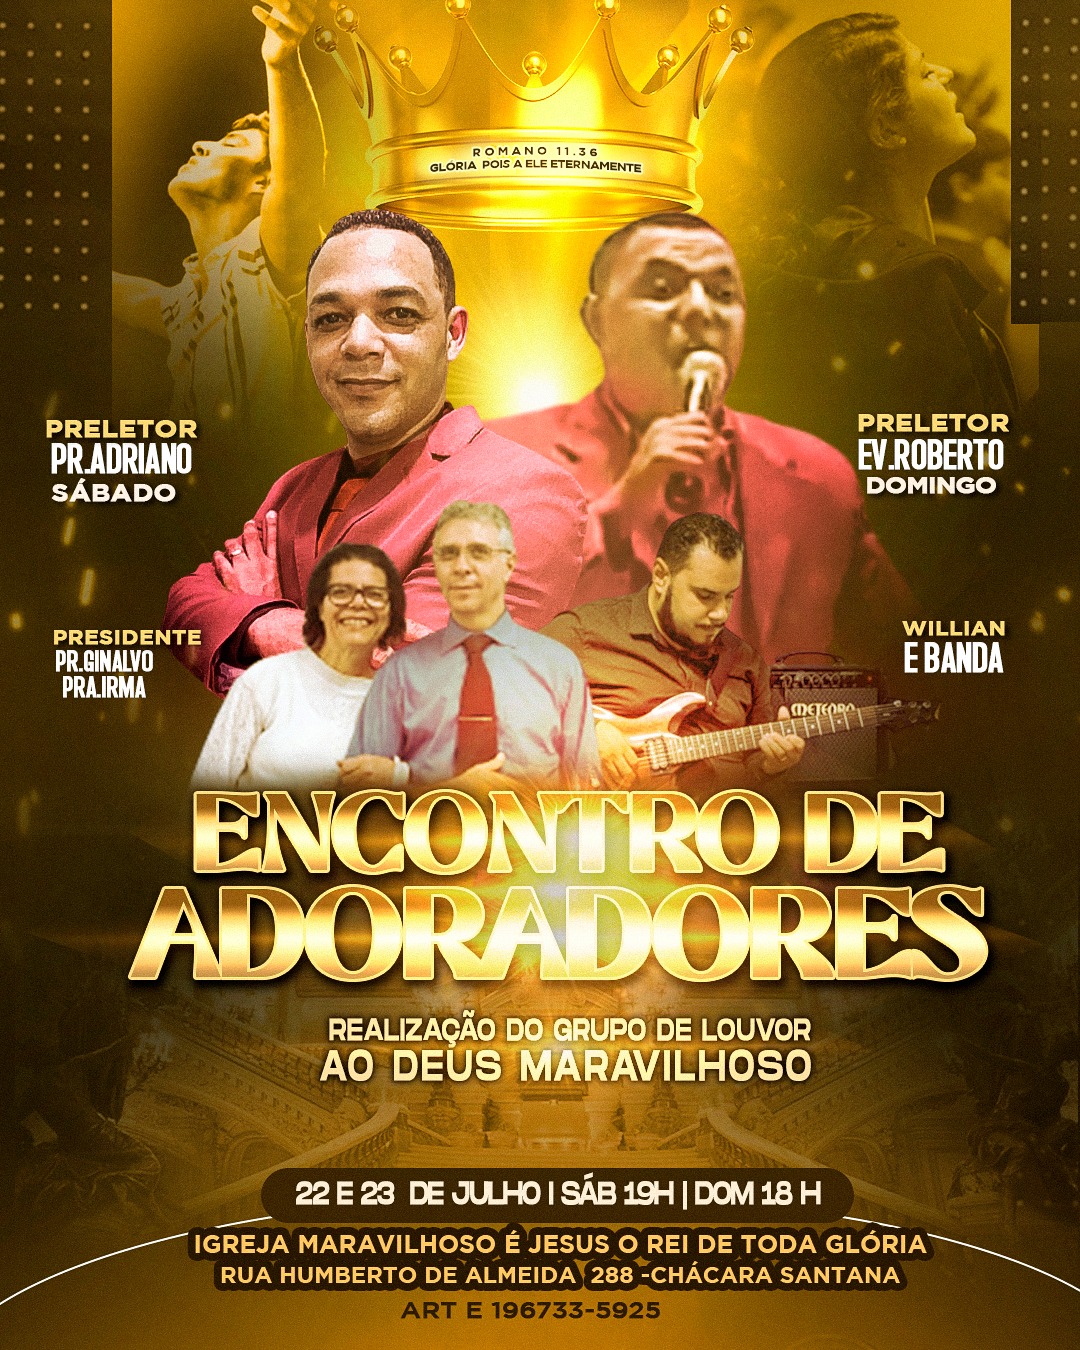 ROMANO 11.36
GLÓRIA POIS A ELE ETERNAMENTE
PRELETOR
PR.ADRIANO
SÁBADO
PRELETOR
EV.ROBERTO
DOMINGO
PRESIDENTE
PR.GINALVO
PRA.IRMA
WILLIAN
E BANDA
METEORO
ENCONTRO DE
ADORADORES
REALIZAÇÃO DO GRUPO DE LOUVOR
AO DEUS MARAVILHOSO
22 E 23 DE JULHO | SÁB 19H | DOM 18 H
IGREJA MARAVILHOSO É JESUS O REI DE TODA GLÓRIA
RUA HUMBERTO DE ALMEIDA 288 -CHÁCARA SANTANA
ART E 196733-5925